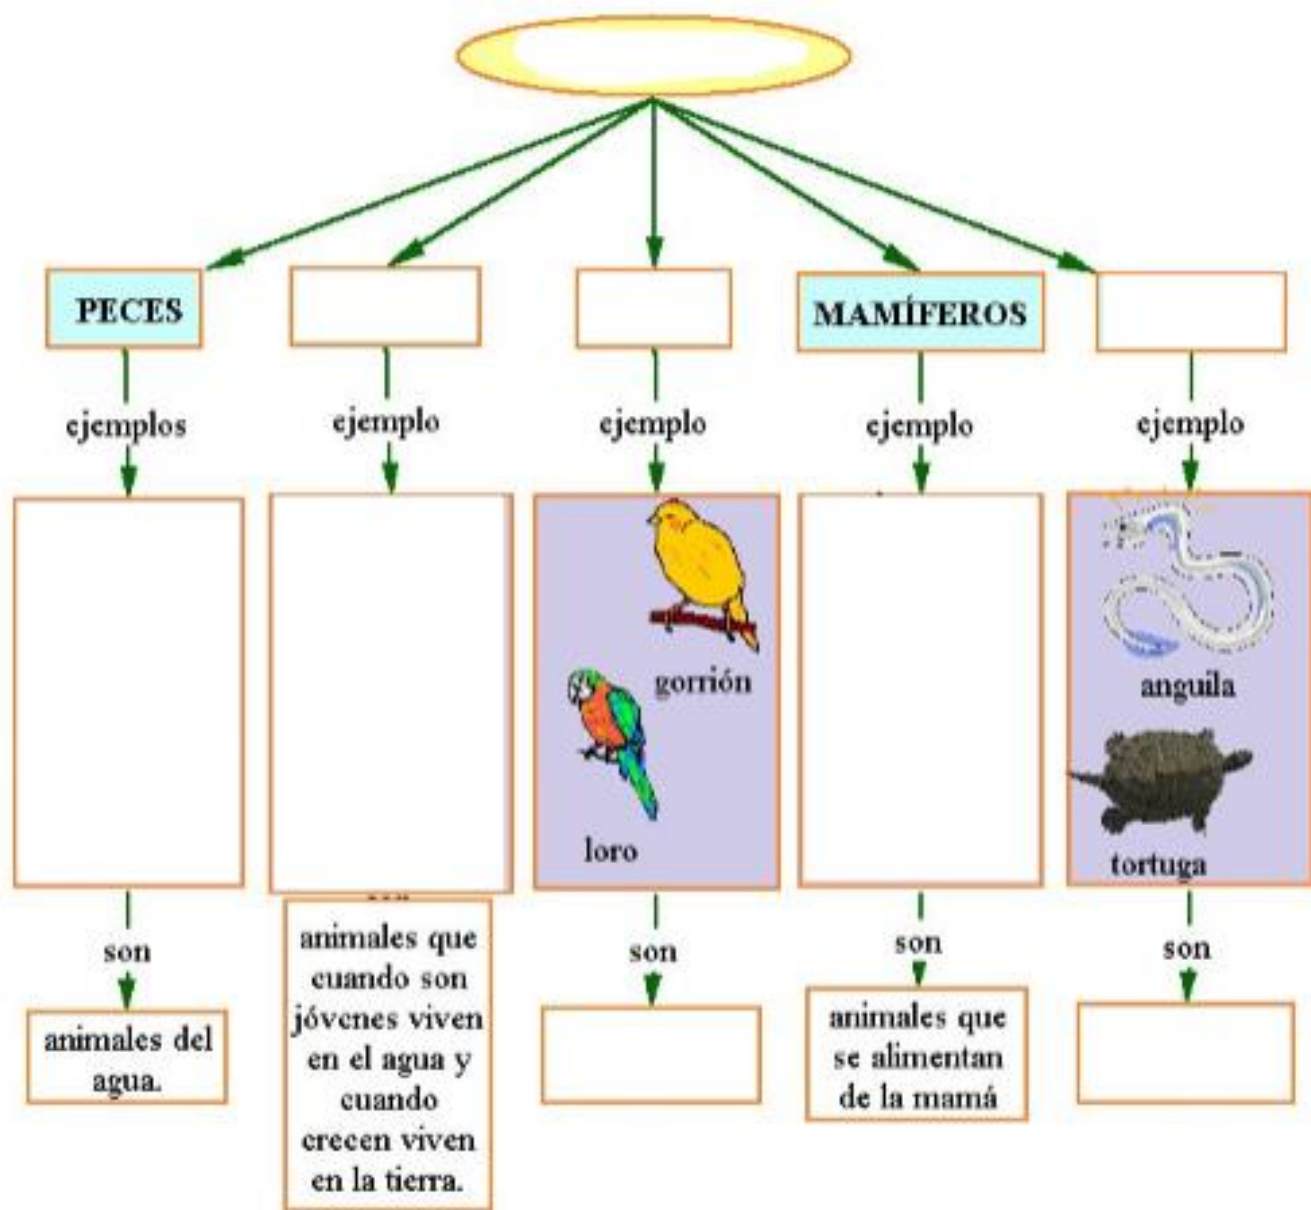 PECES
MAMÍFEROS
ejemplos
ejemplo
ejemplo
ejemplo
ejemplo
gorrión
loro
anguila
tortuga
son
animales del
agua.
animales que
cuando son
jóvenes viven
en el agua y
cuando
crecen viven
en la tierra.
son
son
animales que
se alimentan
de la mamá
son